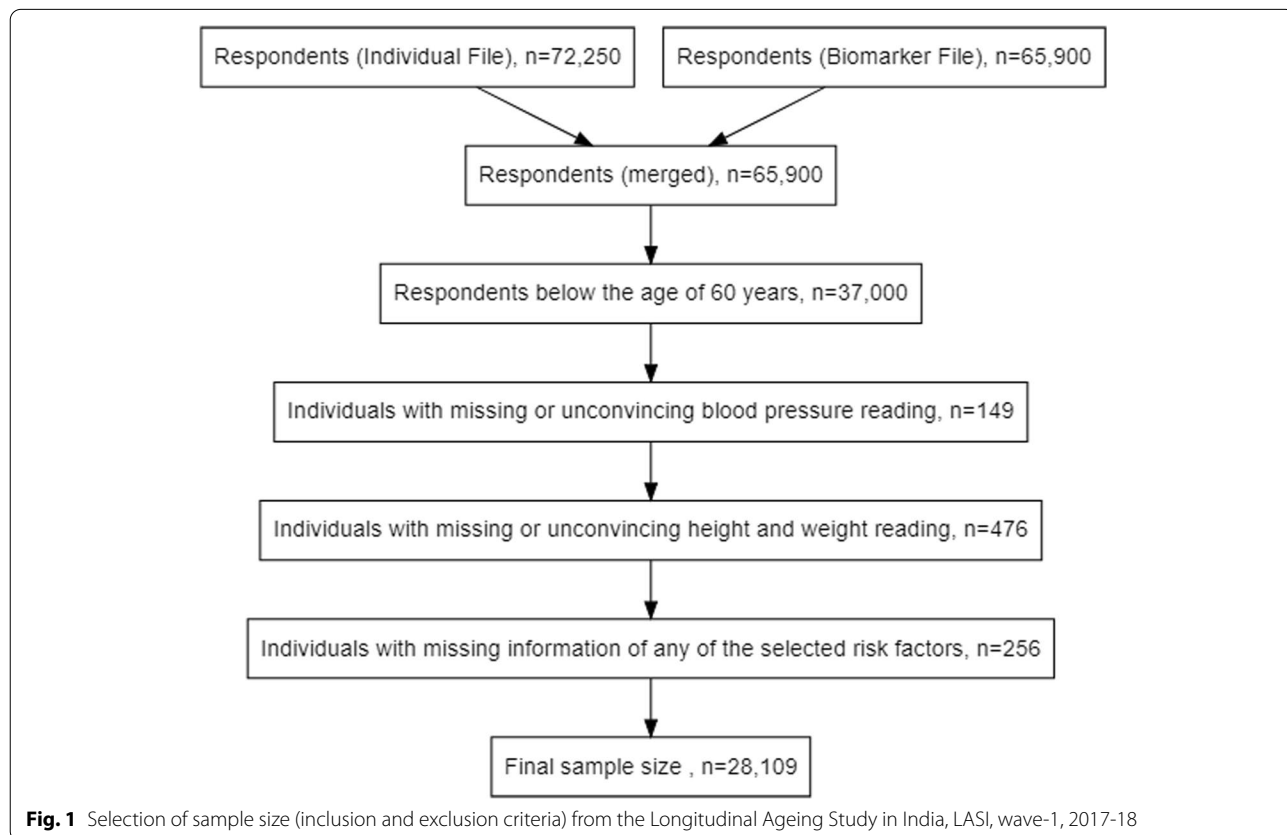 Respondents (Individual File), n=72,250
Respondents (Biomarker File), n=65,900
Respondents (merged), n=65,900
Respondents below the age of 60 years, n=37,000
Individuals with missing or unconvincing blood pressure reading, n=149
Individuals with missing or unconvincing height and weight reading, n=476
Individuals with missing information of any of the selected risk factors, n=256
Final sample size , n=28,109
Fig. 1 Selection of sample size (inclusion and exclusion criteria) from the Longitudinal Ageing Study in India, LASI, wave-1, 2017-18